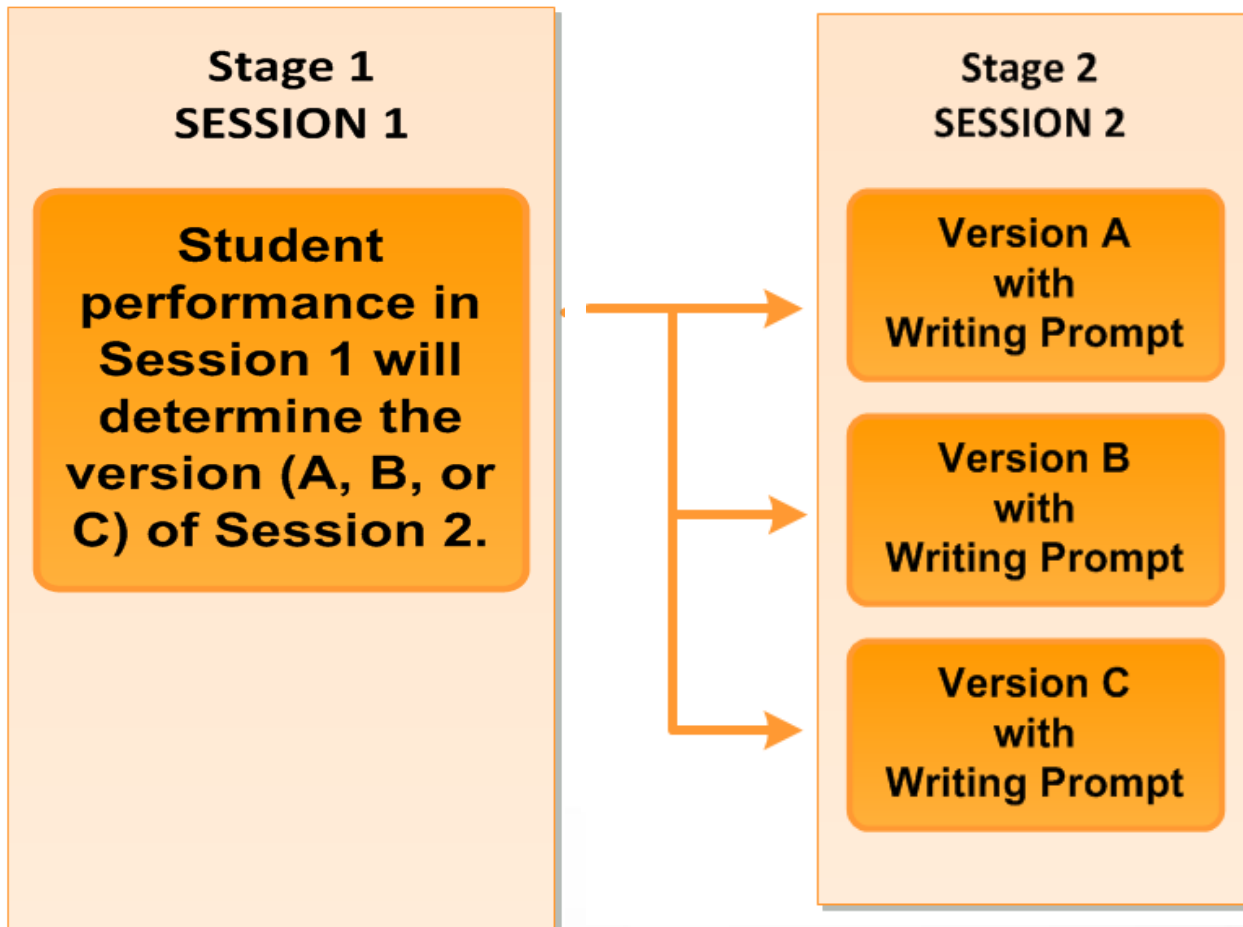 Stage 1
SESSION 1
Student
performance in
Session 1 will
determine the
version (A, B, or
C) of Session 2.
Stage 2
SESSION 2
Version A
with
Writing Prompt
Version B
with
Writing Prompt
Version C
with
Writing Prompt